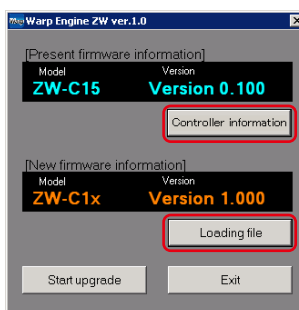 Warp Engine ZW ver.1.0
[Present firmware information]
Model Version
ZW-C15 Version 0.100
Controller information
[New firmware information]
Model Version
ZW-C1x Version 1.000
Loading file
Start upgrade Exit